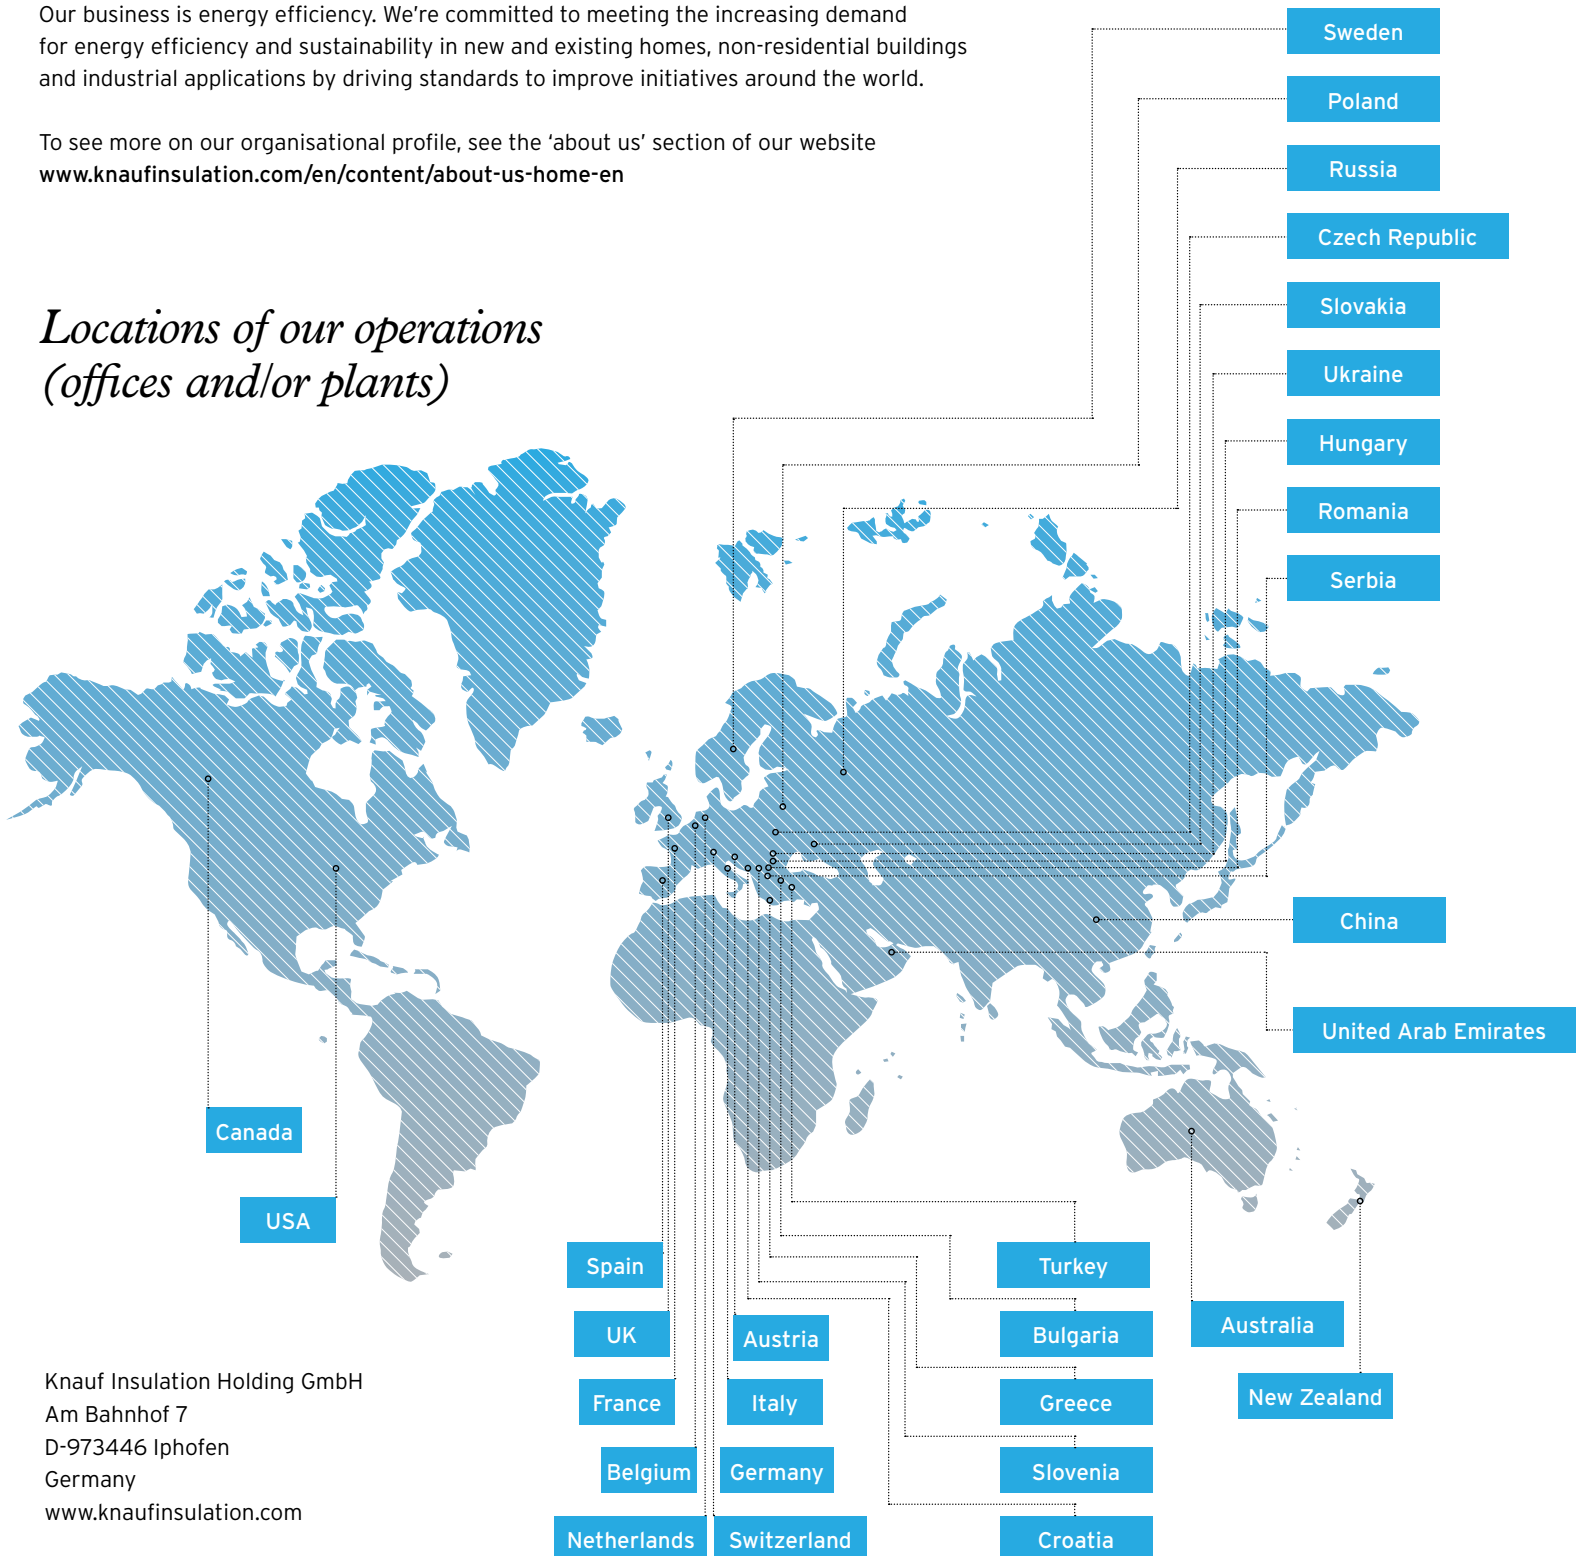 Our business is energy efficiency. We’re committed to meeting the increasing demand
for energy efficiency and sustainability in new and existing homes, non-residential buildings
and industrial applications by driving standards to improve initiatives around the world.
To see more on our organisational profile, see the ‘about us’ section of our website
www.knaufinsulation.com/en/content/about-us-home-en
Locations of our operations
(offices and/or plants)
Sweden
Poland
Russia
Czech Republic
Slovakia
Ukraine
Hungary
Romania
Serbia
China
United Arab Emirates
Canada
USA
Spain
UK
France
Belgium
Netherlands
Austria
Italy
Germany
Switzerland
Turkey
Bulgaria
Greece
Slovenia
Croatia
Australia
New Zealand
Knauf Insulation Holding GmbH
Am Bahnhof 7
D-973446 Iphofen
Germany
www.knaufinsulation.com